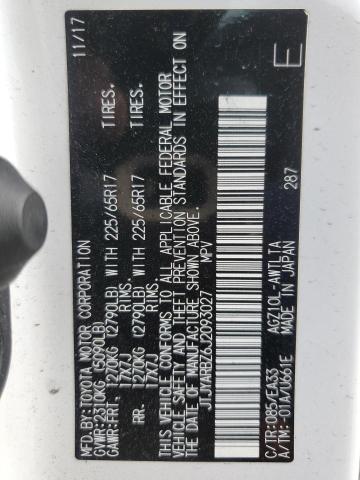 MFD.BY:TOYOTA MOTOR CORPORATION 11/17
GVWR:2310KG (5090LB)
GAWR:FRT. 1270KG (2790LB) WITH 225/65R17 TIRES.
17X7J RIMS.
RR. 1270KG (2790LB) WITH 225/65R17 TIRES.
17X7J RIMS.
THIS VEHICLE CONFORMS TO ALL APPLICABLE FEDERAL MOTOR
VEHICLE SAFETY AND THEFT PREVENTION STANDARDS IN EFFECT ON
THE DATE OF MANUFACTURE SHOWN ABOVE.
JTJYARBZ6J2093027 MPV
E
C/TR:085/EA33 AGZ10L-AWTLTA
A/TM:-01A/U661E MADE IN JAPAN 287